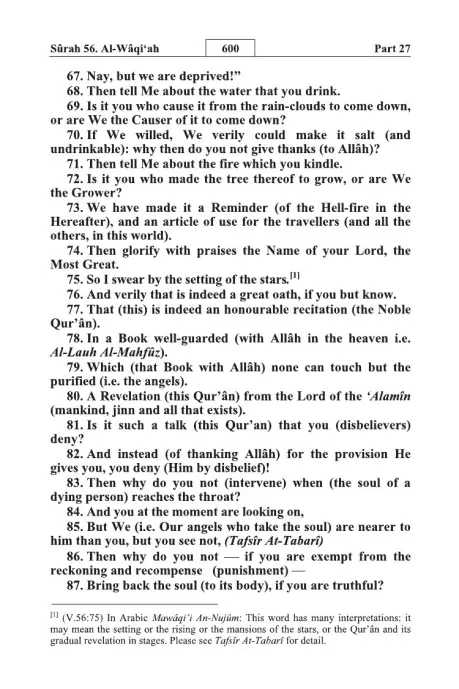 Sûrah 56. Al-Wâqi‘ah 600 Part 27
67. Nay, but we are deprived!”
68. Then tell Me about the water that you drink.
69. Is it you who cause it from the rain-clouds to come down,
or are We the Causer of it to come down?
70. If We willed, We verily could make it salt (and
undrinkable): why then do you not give thanks (to Allâh)?
71. Then tell Me about the fire which you kindle.
72. Is it you who made the tree thereof to grow, or are We
the Grower?
73. We have made it a Reminder (of the Hell-fire in the
Hereafter), and an article of use for the travellers (and all the
others, in this world).
74. Then glorify with praises the Name of your Lord, the
Most Great.
75. So I swear by the setting of the stars.[1]
76. And verily that is indeed a great oath, if you but know.
77. That (this) is indeed an honourable recitation (the Noble
Qur’ân).
78. In a Book well-guarded (with Allâh in the heaven i.e.
Al-Lauh Al-Mahfûz).
79. Which (that Book with Allâh) none can touch but the
purified (i.e. the angels).
80. A Revelation (this Qur’ân) from the Lord of the ‘Alamîn
(mankind, jinn and all that exists).
81. Is it such a talk (this Qur’an) that you (disbelievers)
deny?
82. And instead (of thanking Allâh) for the provision He
gives you, you deny (Him by disbelief)!
83. Then why do you not (intervene) when (the soul of a
dying person) reaches the throat?
84. And you at the moment are looking on,
85. But We (i.e. Our angels who take the soul) are nearer to
him than you, but you see not, (Tafsîr At-Tabarî)
86. Then why do you not — if you are exempt from the
reckoning and recompense (punishment) —
87. Bring back the soul (to its body), if you are truthful?
[1] (V.56:75) In Arabic Mawâqi‘i An-Nujûm: This word has many interpretations: it
may mean the setting or the rising or the mansions of the stars, or the Qur’ân and its
gradual revelation in stages. Please see Tafsîr At-Tabarî for detail.